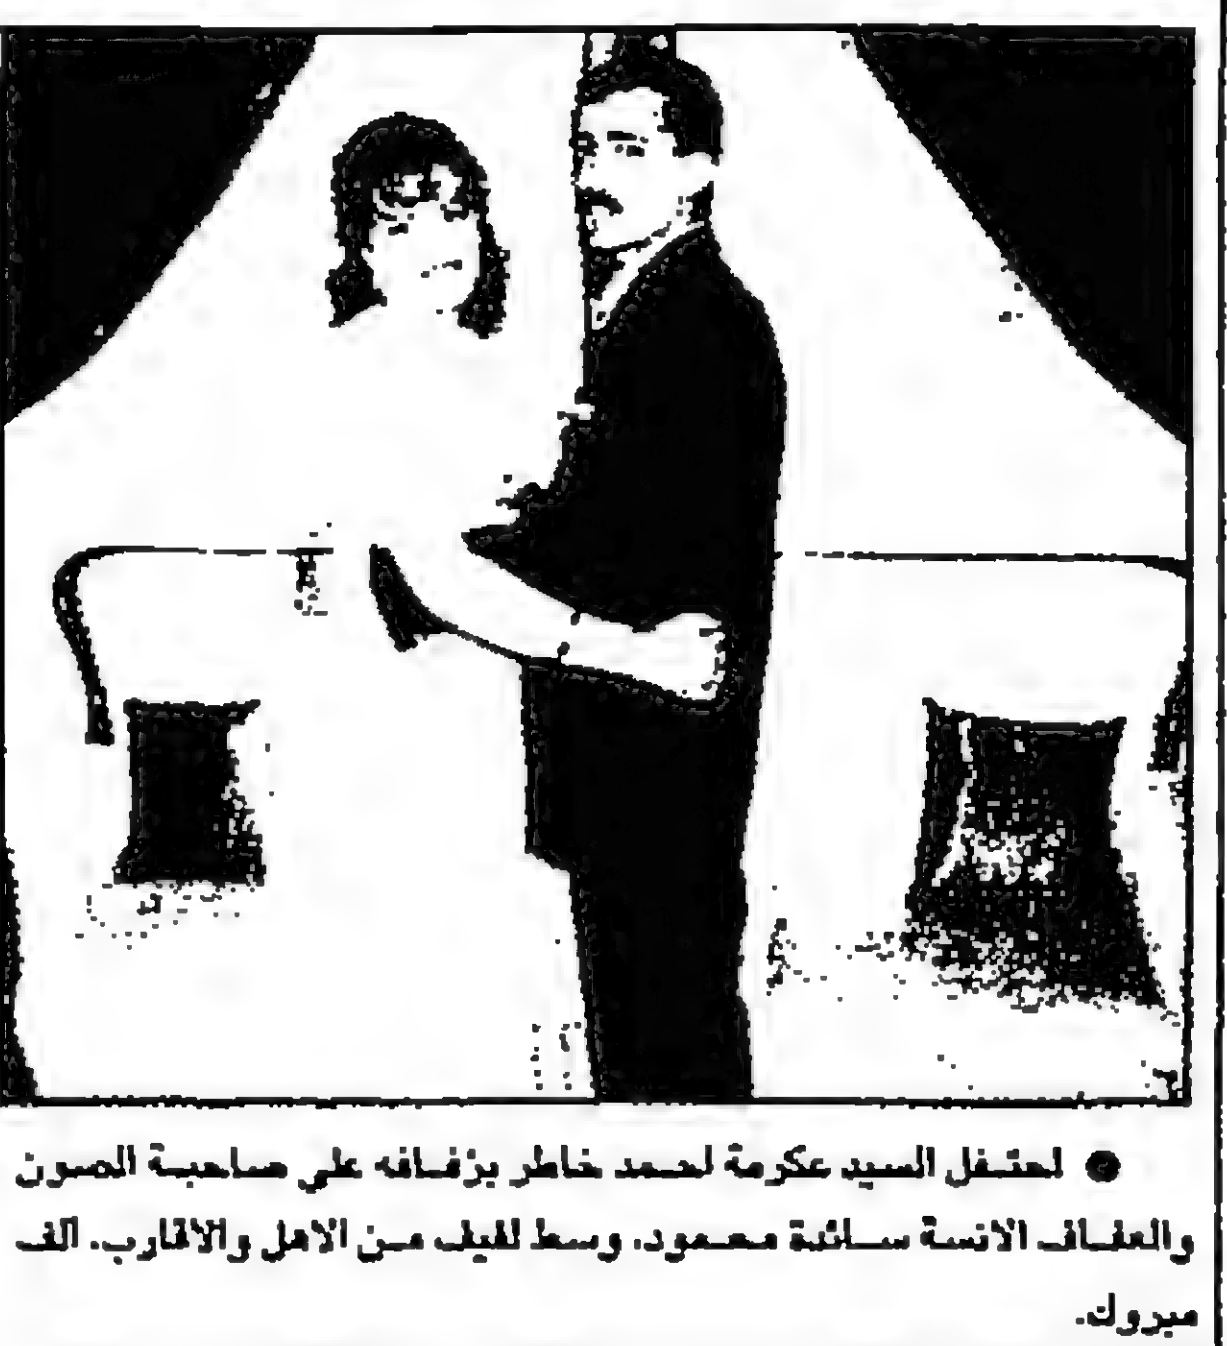 ● احتفل السيد عكرمة احمد خاطر بزفافه علي صاحبة الصون
والعفاف الانسة سائدة محمود، وسط لفيف من الاهل والاقارب. الف
مبروك.